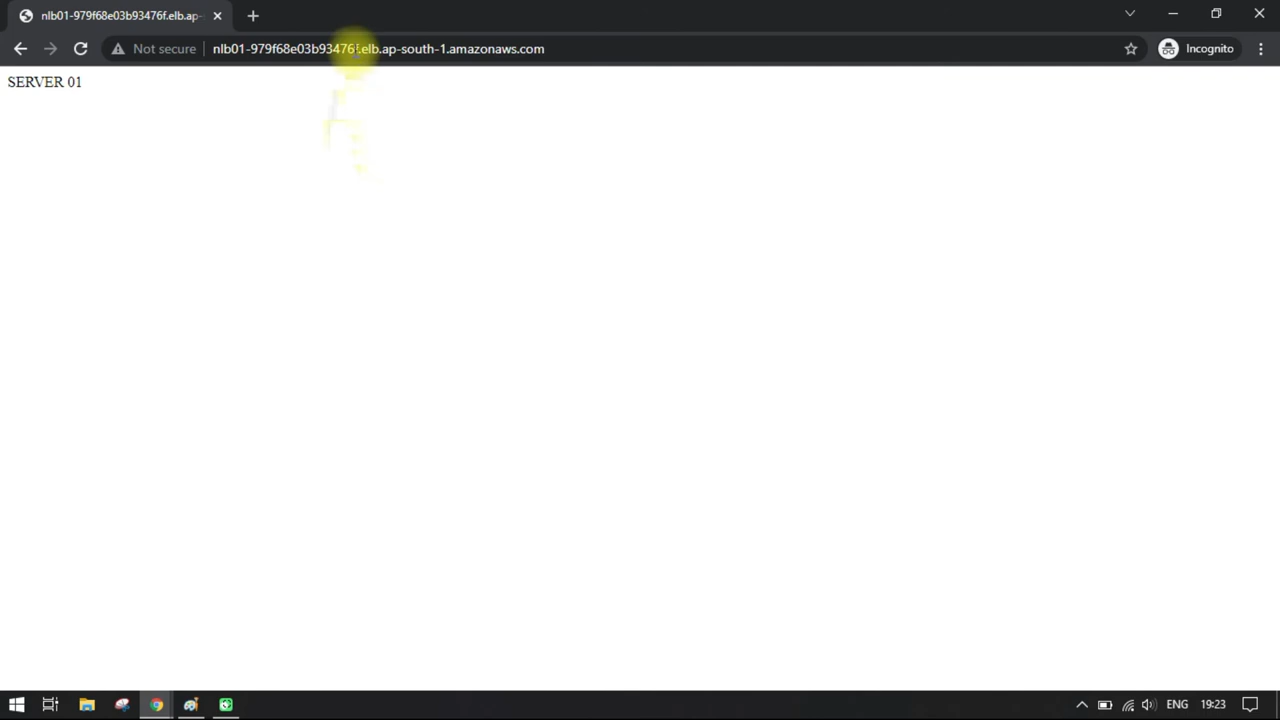 nlb01-979f68e03b93476f.elb.ap-
Not secure
nlb01-979f68e03b93476f.elb.ap-south-1.amazonaws.com
Incognito
SERVER 01
ENG
19:23